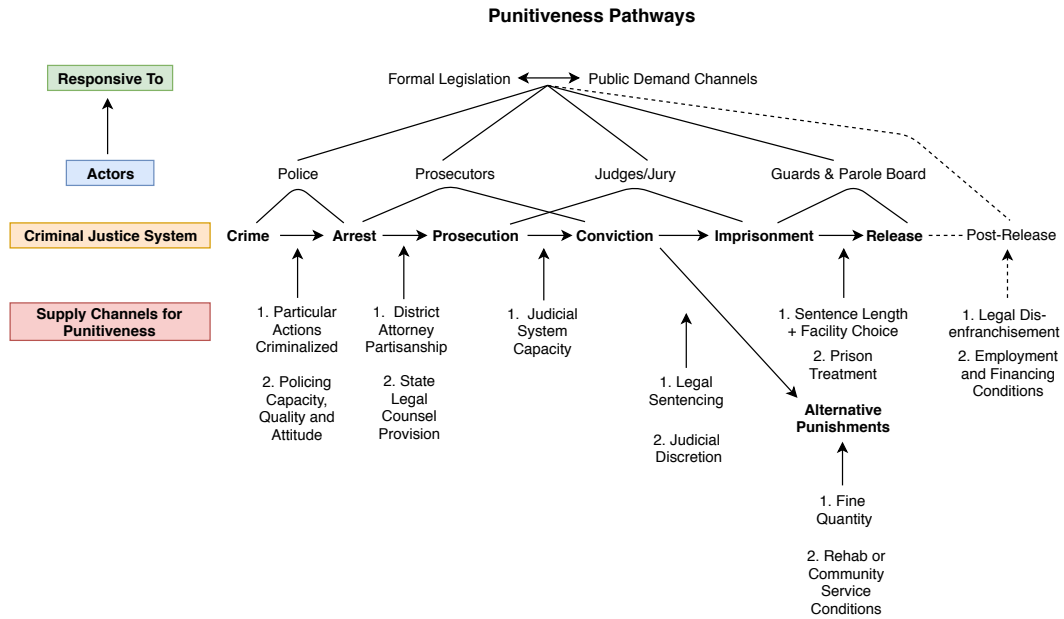 Punitiveness Pathways
Responsive To
Formal Legislation
Public Demand Channels
Actors
Police
Prosecutors
Judges/Jury
Guards & Parole Board
Criminal Justice System
Crime
Arrest
Prosecution
Conviction
Imprisonment
Release
Post-Release
Supply Channels for
Punitiveness
1. Particular
Actions
Criminalized
2. Policing
Capacity,
Quality and
Attitude
1. District
Attorney
Partisanship
2. State
Legal
Counsel
Provision
1. Judicial
System
Capacity
1. Legal
Sentencing
2. Judicial
Discretion
1. Sentence Length
+ Facility Choice
2. Prison
Treatment
1. Legal Dis-
enfranchisement
2. Employment
and Financing
Conditions
Alternative
Punishments
1. Fine
Quantity
2. Rehab or
Community
Service
Conditions